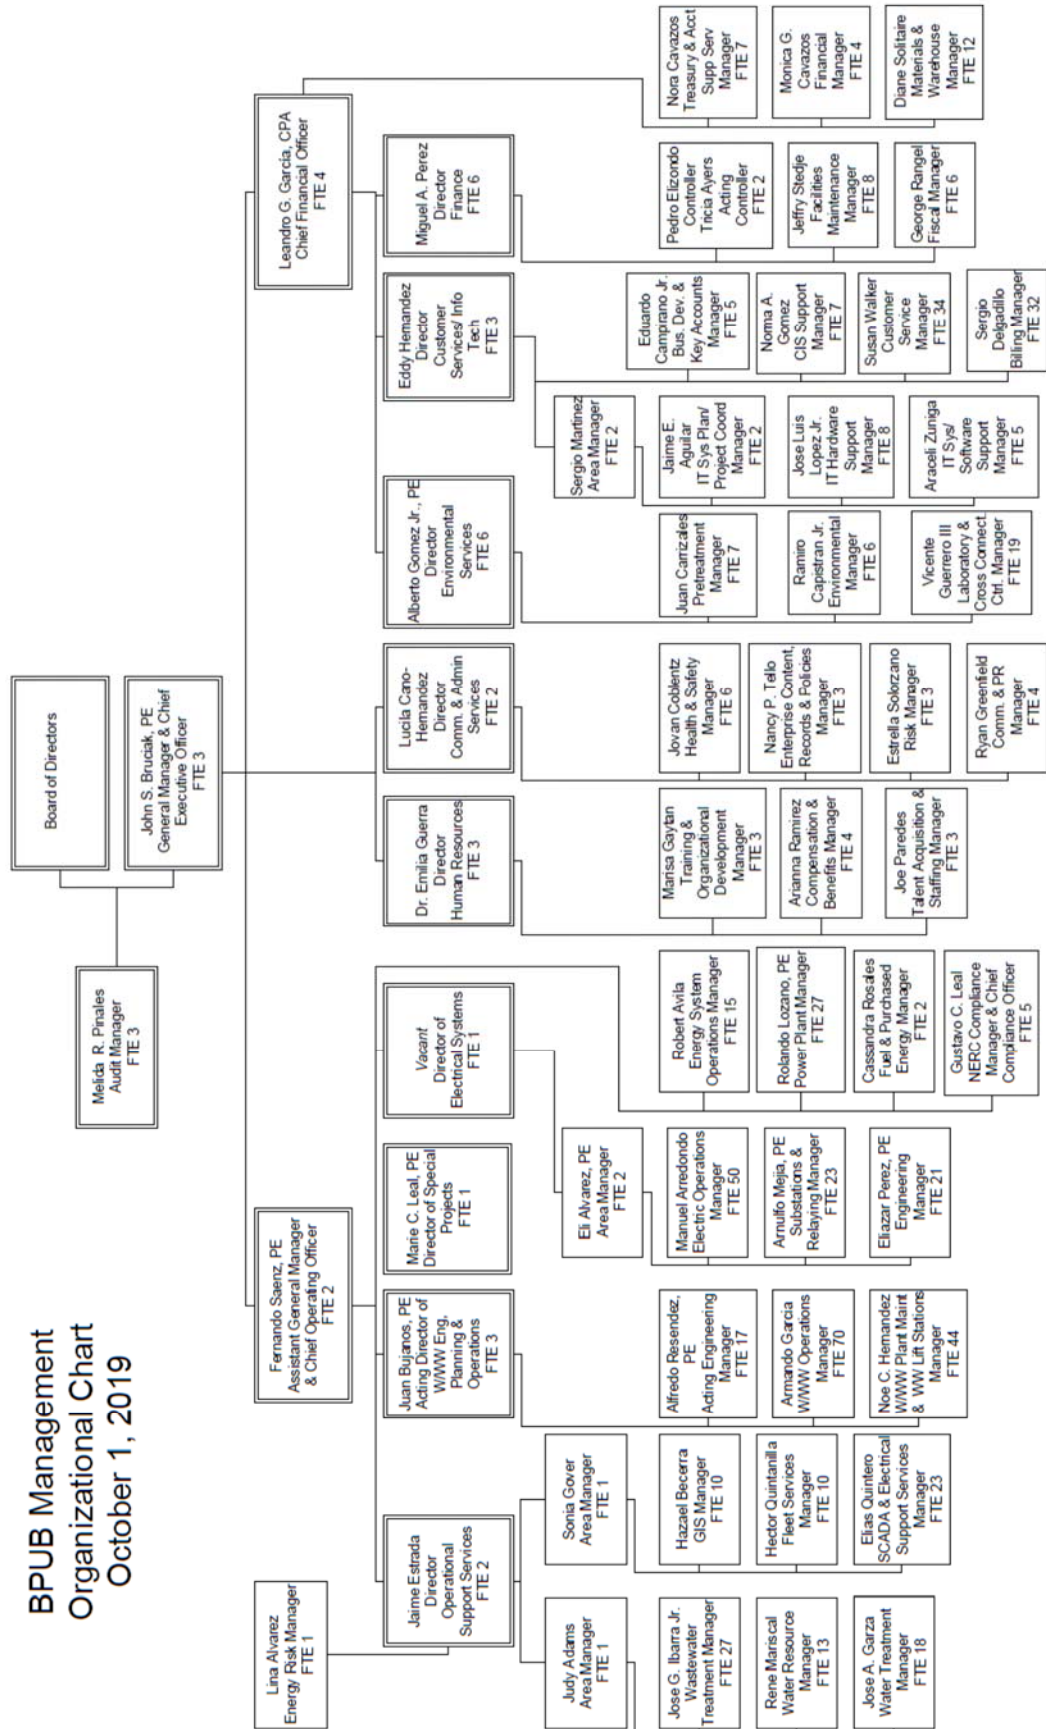 BPUB Management
Organizational Chart
October 1, 2019
Board of Directors
Melida R. Pinales
Audit Manager
FTE 3
John S. Bruciak, PE
General Manager & Chief
Executive Officer
FTE 3
Fernando Saenz, PE
Assistant General Manager
& Chief Operating Officer
FTE 2
Leandro G. Garcia, CPA
Chief Financial Officer
FTE 4
Lina Alvarez
Energy Risk Manager
FTE 1
Jaime Estrada
Director
Operational
Support Services
FTE 2
Juan Bujanos, PE
Acting Director of
W/WW Eng,
Planning &
Operations
FTE 3
Marie C. Leal, PE
Director of Special
Projects
FTE 1
Vacant
Director of
Electrical Systems
FTE 1
Dr. Emilia Guerra
Director
Human Resources
FTE 3
Lucila Cano-
Hernandez
Director
Comm. & Admin
Services
FTE 2
Alberto Gomez Jr., PE
Director
Environmental
Services
FTE 6
Eddy Hernandez
Director
Customer
Services/ Info
Tech
FTE 3
Miguel A. Perez
Director
Finance
FTE 6
Judy Adams
Area Manager
FTE 1
Sonia Gover
Area Manager
FTE 1
Eli Alvarez, PE
Area Manager
FTE 2
Sergio Martinez
Area Manager
FTE 2
Jose G. Ibarra Jr.
Wastewater
Treatment Manager
FTE 27
Rene Mariscal
Water Resource
Manager
FTE 13
Jose A. Garza
Water Treatment
Manager
FTE 18
Hazael Becerra
GIS Manager
FTE 10
Hector Quintanilla
Fleet Services
Manager
FTE 10
Elias Quintero
SCADA & Electrical
Support Services
Manager
FTE 23
Alfredo Resendez,
PE
Acting Engineering
Manager
FTE 17
Armando Garcia
W/WW Operations
Manager
FTE 70
Noe C. Hernandez
W/WW Plant Maint
& WW Lift Stations
Manager
FTE 44
Manuel Arredondo
Electric Operations
Manager
FTE 50
Arnulfo Mejia, PE
Substations &
Relaying Manager
FTE 23
Eliazar Perez, PE
Engineering
Manager
FTE 21
Robert Avila
Energy System
Operations Manager
FTE 15
Rolando Lozano, PE
Power Plant Manager
FTE 27
Cassandra Rosales
Fuel & Purchased
Energy Manager
FTE 2
Gustavo C. Leal
NERC Compliance
Manager & Chief
Compliance Officer
FTE 5
Marisa Gaytan
Training &
Organizational
Development
Manager
FTE 3
Arianna Ramirez
Compensation &
Benefits Manager
FTE 4
Joe Paredes
Talent Acquisition &
Staffing Manager
FTE 3
Jovan Coblentz
Health & Safety
Manager
FTE 6
Nancy P. Tello
Enterprise Content,
Records & Policies
Manager
FTE 3
Estrella Solorzano
Risk Manager
FTE 3
Ryan Greenfield
Comm. & PR
Manager
FTE 4
Juan Carrizales
Pretreatment
Manager
FTE 7
Ramiro
Capistran Jr.
Environmental
Manager
FTE 6
Vicente
Guerrero III
Laboratory &
Cross Connect.
Ctrl. Manager
FTE 19
Jaime E.
Aguilar
IT Sys Plan/
Project Coord
Manager
FTE 2
Jose Luis
Lopez Jr.
IT Hardware
Support
Manager
FTE 8
Araceli Zuniga
IT Sys/
Software
Support
Manager
FTE 5
Eduardo
Camprano Jr.
Bus. Dev. &
Key Accounts
Manager
FTE 5
Norma A.
Gomez
CIS Support
Manager
FTE 7
Susan Walker
Customer
Service
Manager
FTE 34
Sergio
Delgadillo
Billing Manager
FTE 32
Pedro Elizondo
Controller
Tricia Ayers
Acting
Controller
FTE 2
Jeffry Stedje
Facilities
Maintenance
Manager
FTE 8
George Rangel
Fiscal Manager
FTE 6
Nora Cavazos
Treasury & Acct
Supp Serv
Manager
FTE 7
Monica G.
Cavazos
Financial
Manager
FTE 4
Diane Solitaire
Materials &
Warehouse
Manager
FTE 12